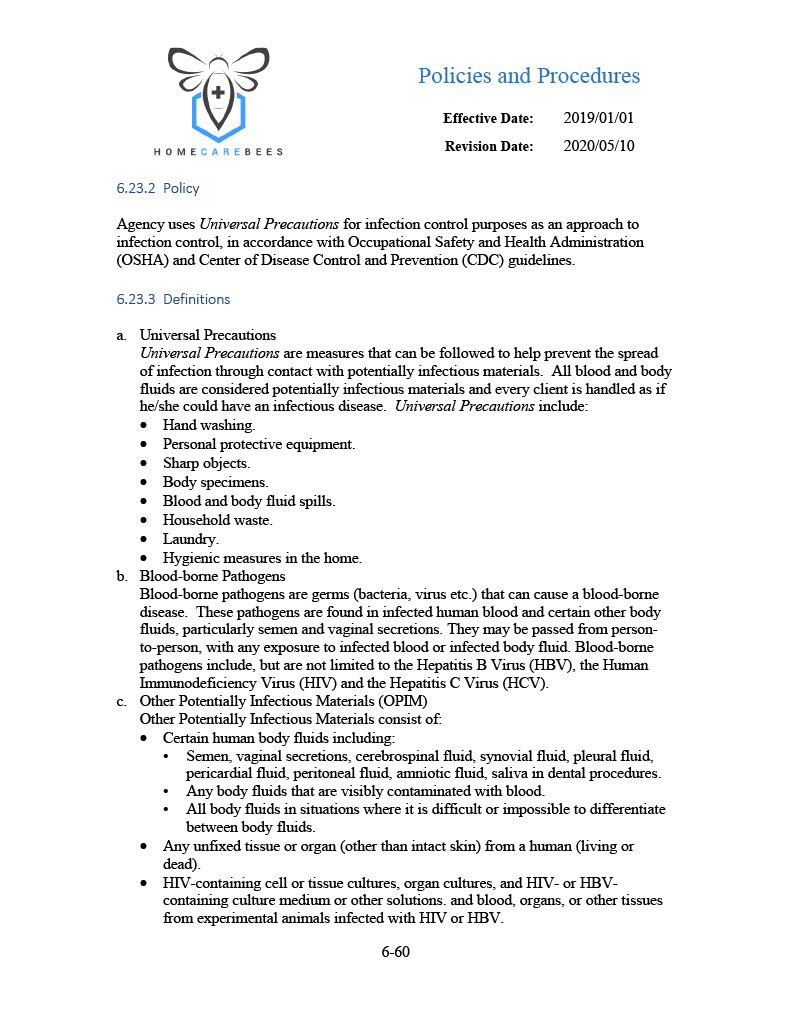 Policies and Procedures
Effective Date: 2019/01/01
Revision Date: 2020/05/10
HOMECAREBEES
6.23.2 Policy
Agency uses Universal Precautions for infection control purposes as an approach to
infection control, in accordance with Occupational Safety and Health Administration
(OSHA) and Center of Disease Control and Prevention (CDC) guidelines.
6.23.3 Definitions
a. Universal Precautions
Universal Precautions are measures that can be followed to help prevent the spread
of infection through contact with potentially infectious materials. All blood and body
fluids are considered potentially infectious materials and every client is handled as if
he/she could have an infectious disease. Universal Precautions include:
• Hand washing.
• Personal protective equipment.
• Sharp objects.
• Body specimens.
• Blood and body fluid spills.
• Household waste.
• Laundry.
• Hygienic measures in the home.
b. Blood-borne Pathogens
Blood-borne pathogens are germs (bacteria, virus etc.) that can cause a blood-borne
disease. These pathogens are found in infected human blood and certain other body
fluids, particularly semen and vaginal secretions. They may be passed from person-
to-person, with any exposure to infected blood or infected body fluid. Blood-borne
pathogens include, but are not limited to the Hepatitis B Virus (HBV), the Human
Immunodeficiency Virus (HIV) and the Hepatitis C Virus (HCV).
c. Other Potentially Infectious Materials (OPIM)
Other Potentially Infectious Materials consist of:
• Certain human body fluids including:
• Semen, vaginal secretions, cerebrospinal fluid, synovial fluid, pleural fluid,
pericardial fluid, peritoneal fluid, amniotic fluid, saliva in dental procedures.
• Any body fluids that are visibly contaminated with blood.
• All body fluids in situations where it is difficult or impossible to differentiate
between body fluids.
• Any unfixed tissue or organ (other than intact skin) from a human (living or
dead).
• HIV-containing cell or tissue cultures, organ cultures, and HIV- or HBV-
containing culture medium or other solutions. and blood, organs, or other tissues
from experimental animals infected with HIV or HBV.
6-60